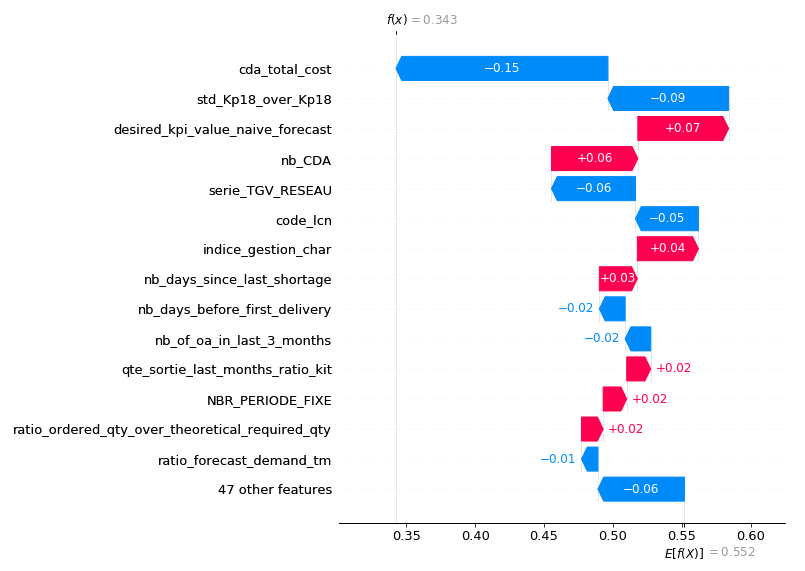 f(x) = 0.343
cda_total_cost −0.15
std_Kp18_over_Kp18 −0.09
desired_kpi_value_naive_forecast +0.07
nb_CDA +0.06
serie_TGV_RESEAU −0.06
code_lcn −0.05
indice_gestion_char +0.04
nb_days_since_last_shortage +0.03
nb_days_before_first_delivery −0.02
nb_of_oa_in_last_3_months −0.02
qte_sortie_last_months_ratio_kit +0.02
NBR_PERIODE_FIXE +0.02
ratio_ordered_qty_over_theoretical_required_qty +0.02
ratio_forecast_demand_tm −0.01
47 other features −0.06
0.35 0.40 0.45 0.50 0.55 0.60
E[f(X)] = 0.552